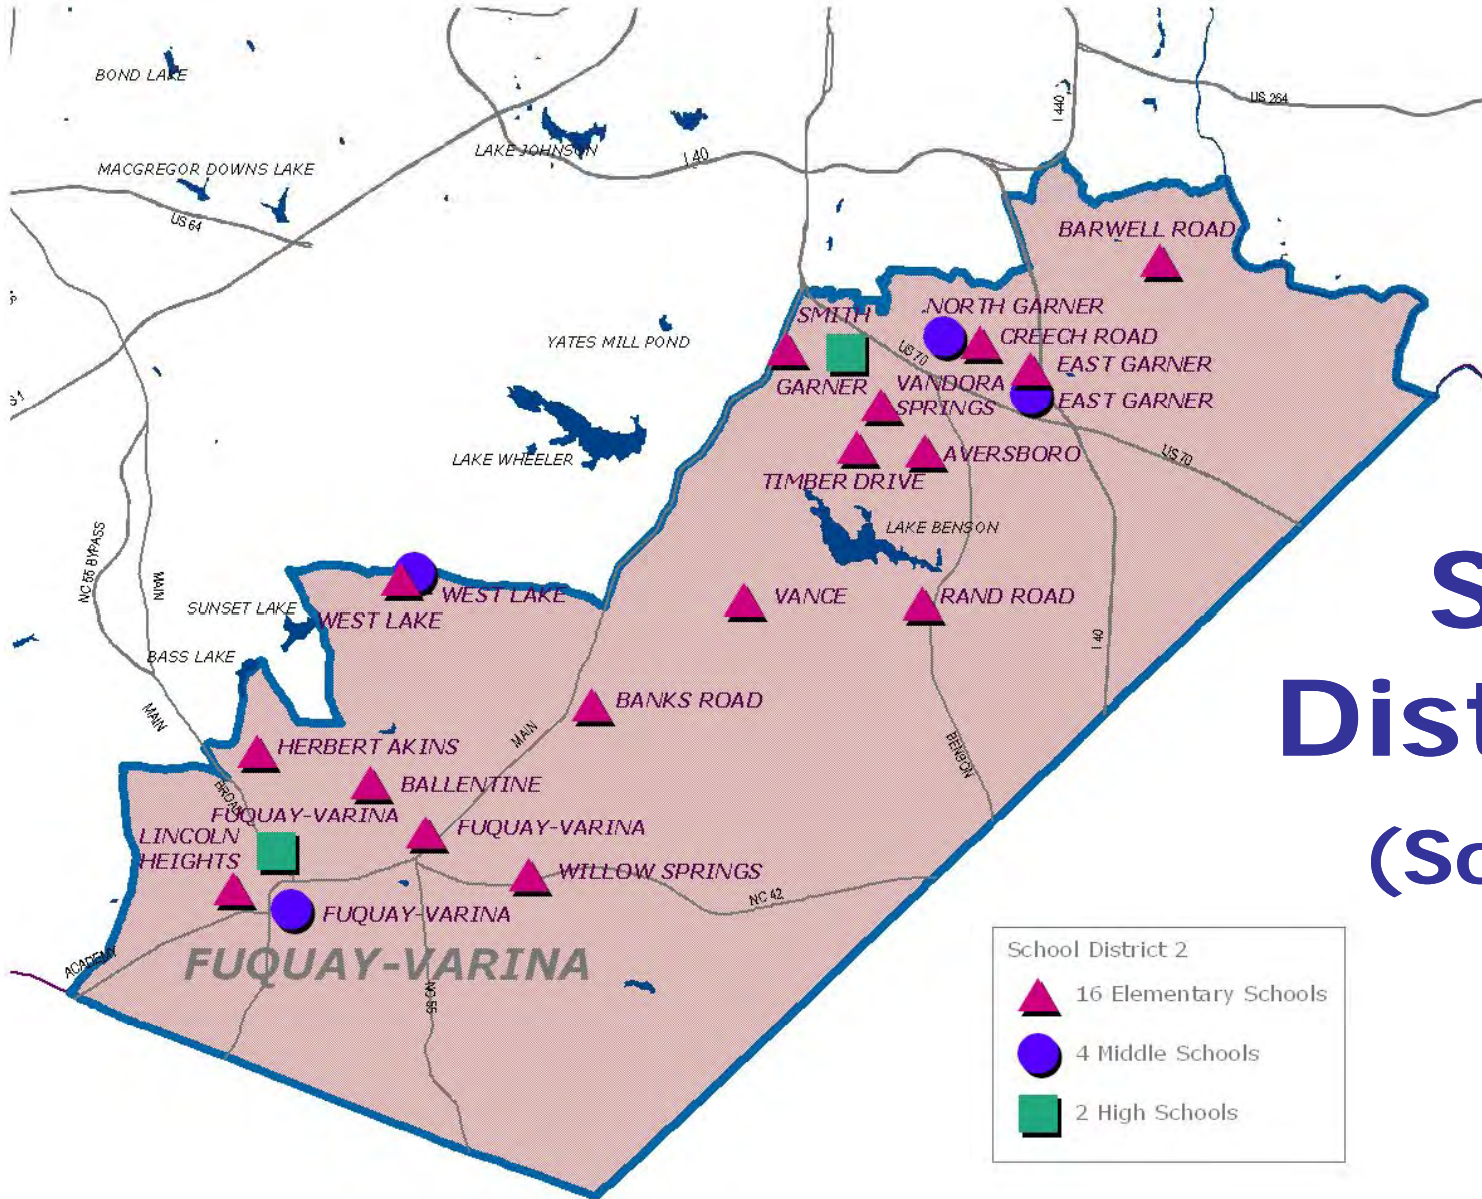 BOND LAKE
MACGREGOR DOWNS LAKE
US 64
LAKE JOHNSON
I 40
I 440
US 264
BARWELL ROAD
SMITH
NORTH GARNER
CREECH ROAD
US 70
EAST GARNER
GARNER
VANDORA
SPRINGS
EAST GARNER
YATES MILL POND
LAKE WHEELER
AVERSBORO
US 70
TIMBER DRIVE
LAKE BENSON
NC 55 BYPASS
MAIN
SUNSET LAKE
WEST LAKE
WEST LAKE
VANCE
RAND ROAD
I 40
BASS LAKE
MAIN
BANKS ROAD
MAIN
BENSON
HERBERT AKINS
BALLENTINE
BROAD
FUQUAY-VARINA
LINCOLN
HEIGHTS
FUQUAY-VARINA
WILLOW SPRINGS
NC 42
FUQUAY-VARINA
ACADEMY
FUQUAY-VARINA
NC 55
S
Dist
(So
School District 2
16 Elementary Schools
4 Middle Schools
2 High Schools